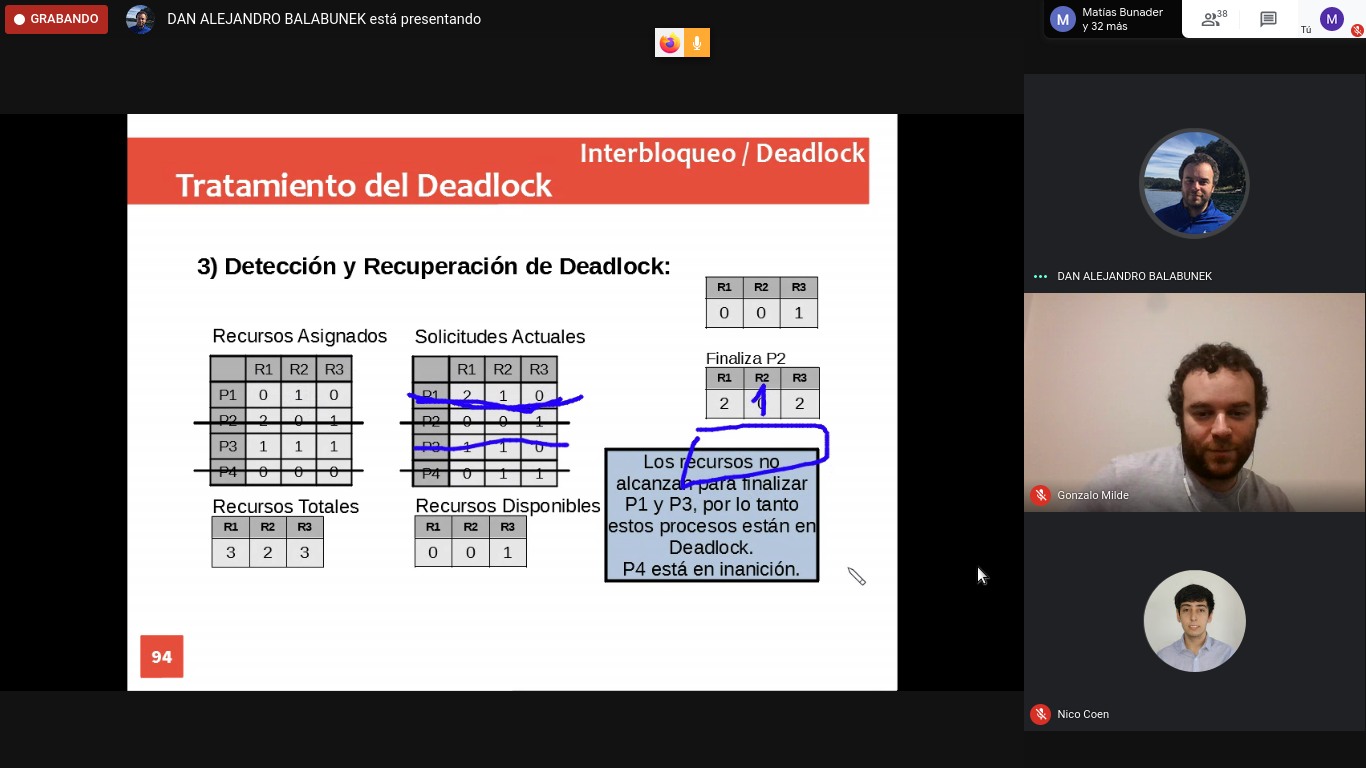 GRABANDO
DAN ALEJANDRO BALABUNEK está presentando
M
Matías Bunader
y 32 más
38
Tú
M
Interbloqueo / Deadlock
Tratamiento del Deadlock
3) Detección y Recuperación de Deadlock:
R1 R2 R3
0 0 1
Recursos Asignados
R1 R2 R3
P1 0 1 0
P2 2 0 1
P3 1 1 1
P4 0 0 0
Solicitudes Actuales
R1 R2 R3
P1 2 1 0
P2 0 0 1
P3 1 1 0
P4 0 1 1
Finaliza P2
R1 R2 R3
2 1 2
Recursos Totales
R1 R2 R3
3 2 3
Recursos Disponibles
R1 R2 R3
0 0 1
Los recursos no
alcanzan para finalizar
P1 y P3, por lo tanto
estos procesos están en
Deadlock.
P4 está en inanición.
94
DAN ALEJANDRO BALABUNEK
Gonzalo Milde
Nico Coen